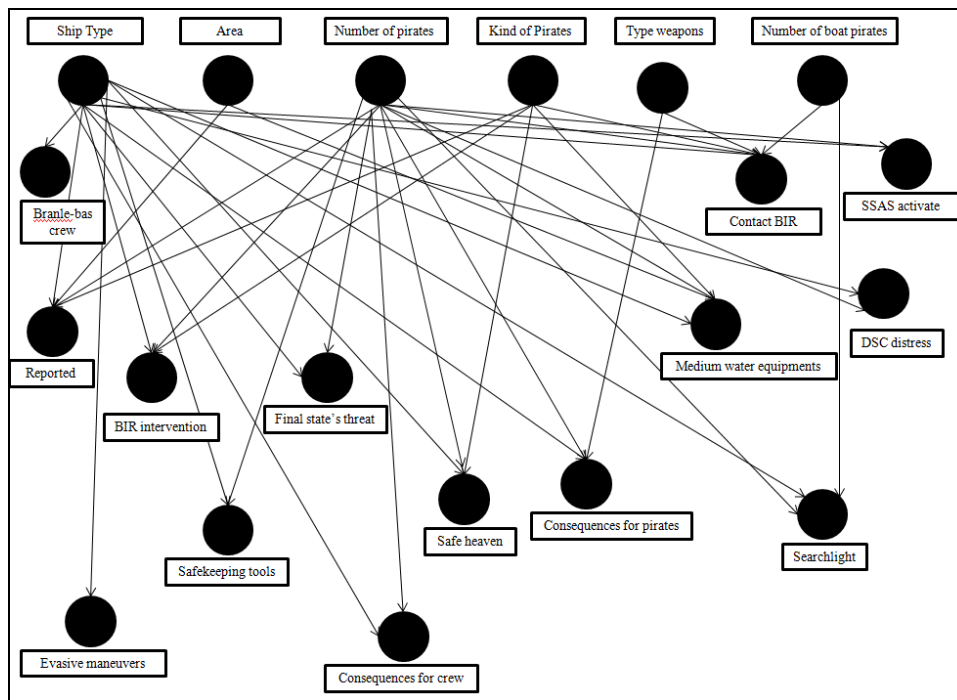 Ship Type
Area
Number of pirates
Kind of Pirates
Type weapons
Number of boat pirates
Branle-bas
crew
Contact BIR
SSAS activate
Reported
BIR intervention
Final state's threat
Medium water equipments
DSC distress
Safekeeping tools
Safe heaven
Consequences for pirates
Searchlight
Evasive maneuvers
Consequences for crew